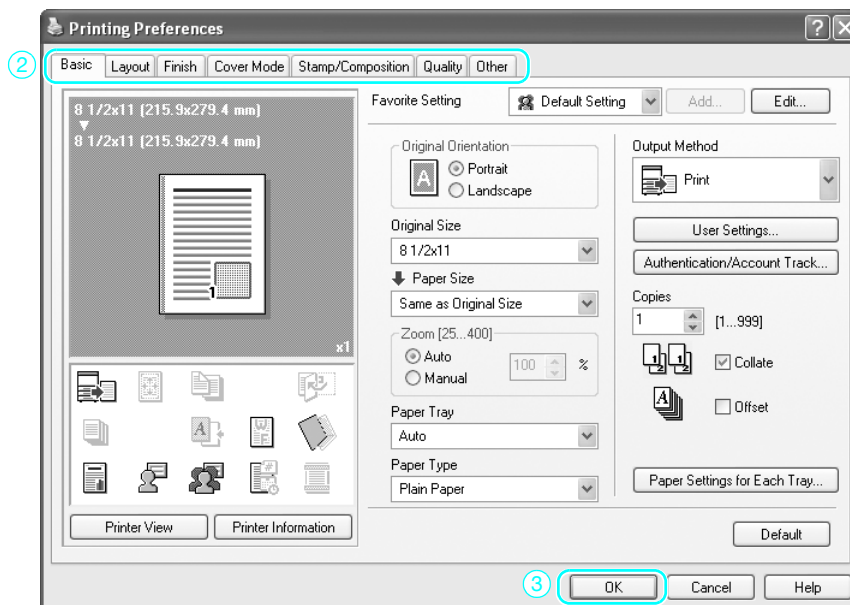 Printing Preferences
②
Basic Layout Finish Cover Mode Stamp/Composition Quality Other
8 1/2x11 (215.9x279.4 mm)
8 1/2x11 (215.9x279.4 mm)
1
x1
Printer View Printer Information
Favorite Setting Default Setting Add... Edit...
Original Orientation
A
Portrait
Landscape
Original Size
8 1/2x11
Paper Size
Same as Original Size
Zoom [25...400]
Auto
Manual
100 %
Paper Tray
Auto
Paper Type
Plain Paper
Output Method
Print
User Settings...
Authentication/Account Track...
Copies
1 [1...999]
Collate
Offset
Paper Settings for Each Tray...
Default
③
OK Cancel Help